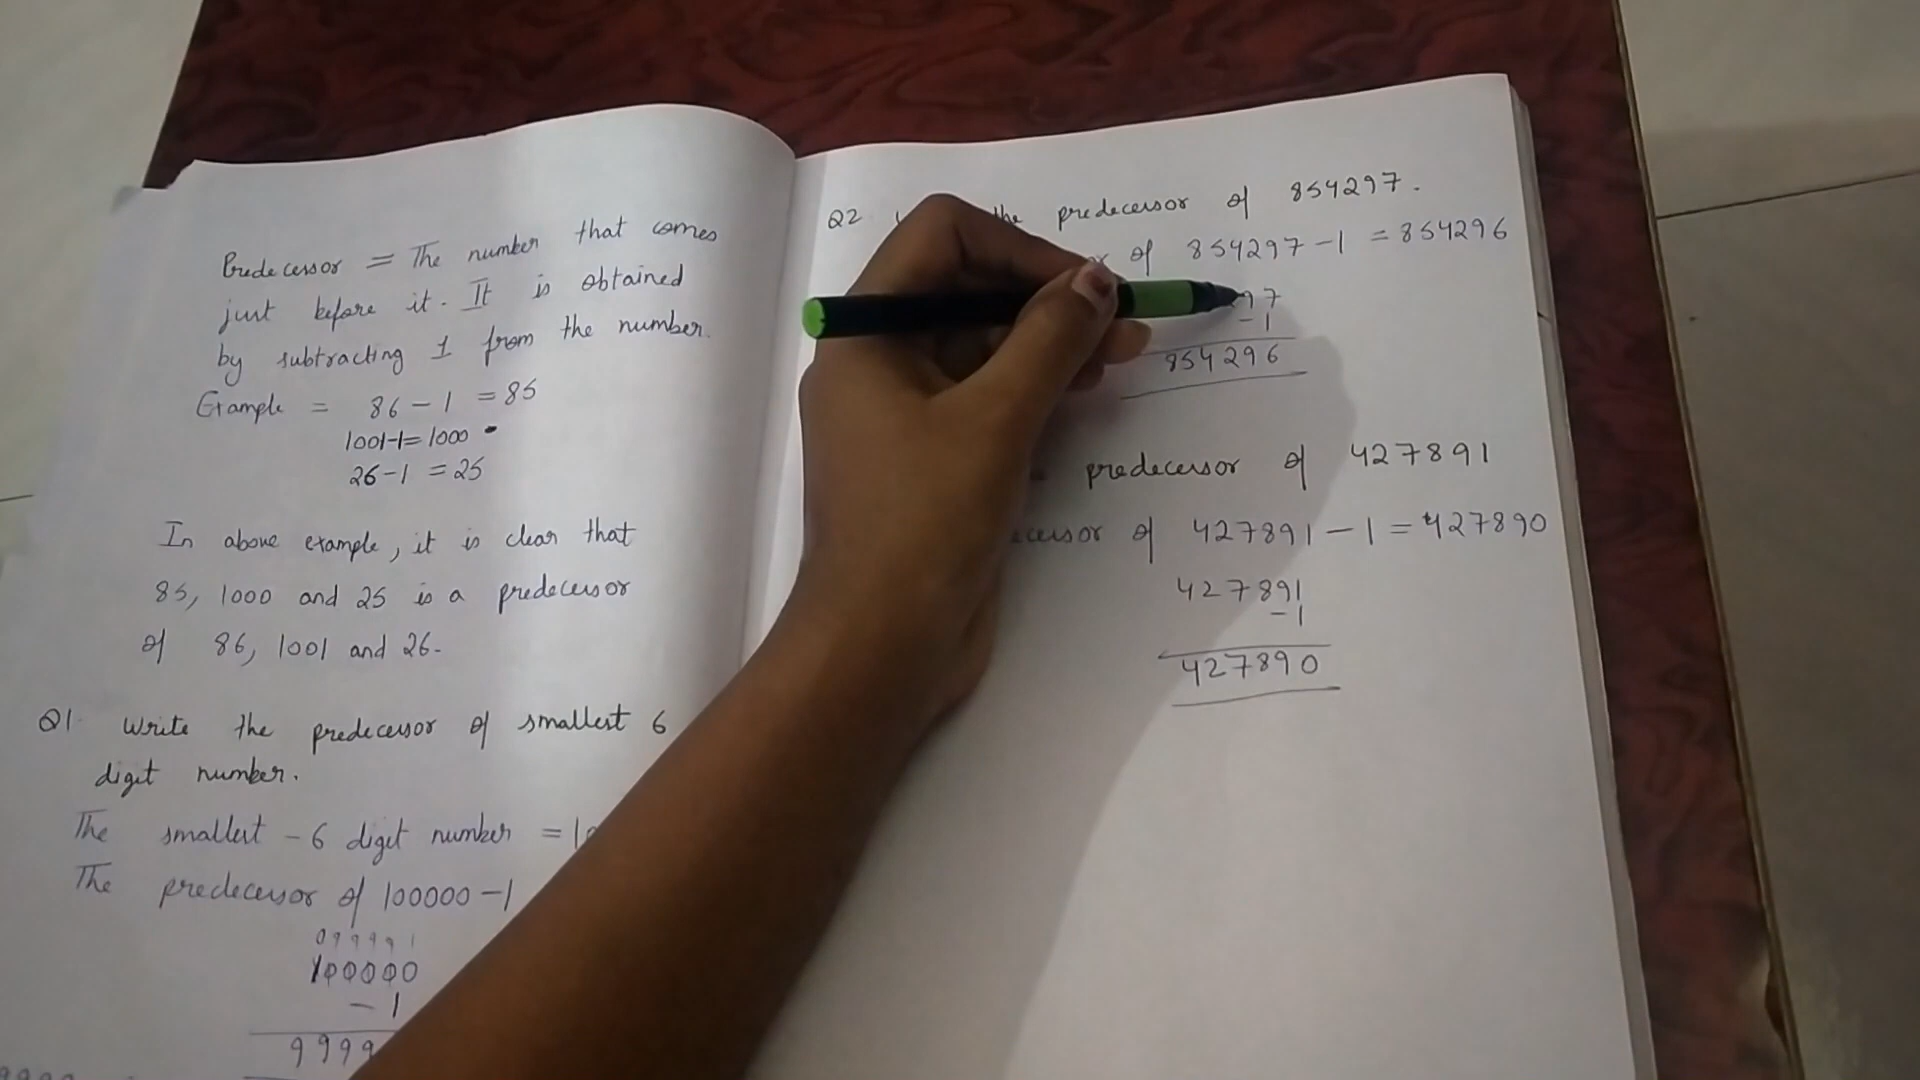 Predecessor = The number that comes
just before it. It is obtained
by subtracting 1 from the number.
Example = 86 - 1 = 85
1001-1=1000
26-1 = 25
In above example, it is clear that
85, 1000 and 25 is a predecessor
of 86, 1001 and 26.
Q1. Write the predecessor of smallest 6
digit number.
The smallest - 6 digit number =
The predecessor of 100000 -1
099991
100000
- 1
9999
Q2 the predecessor of 854297.
of 854297-1 = 854296
97
-1
854296
predecessor of 427891
of 427891 - 1 = 427890
427891
-1
427890